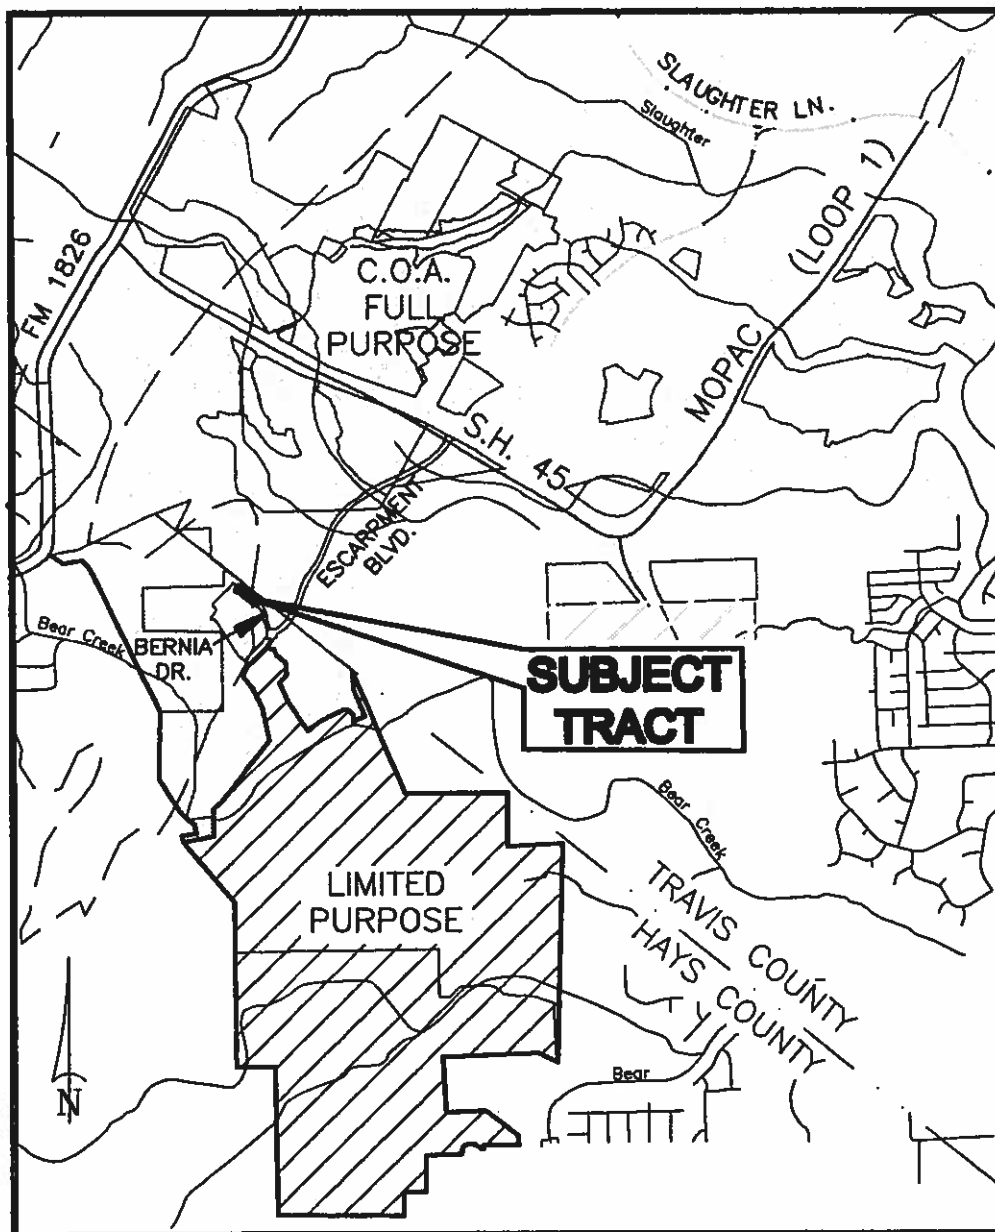 SLAUGHTER LN.
Slaughter
MOPAC (LOOP 1)
FM 1826
C.O.A.
FULL
PURPOSE
S.H. 45
ESCARPMENT
BLVD.
Bear Creek
BERNIA
DR.
SUBJECT
TRACT
Bear Creek
LIMITED
PURPOSE
TRAVIS COUNTY
HAYS COUNTY
N
Bear